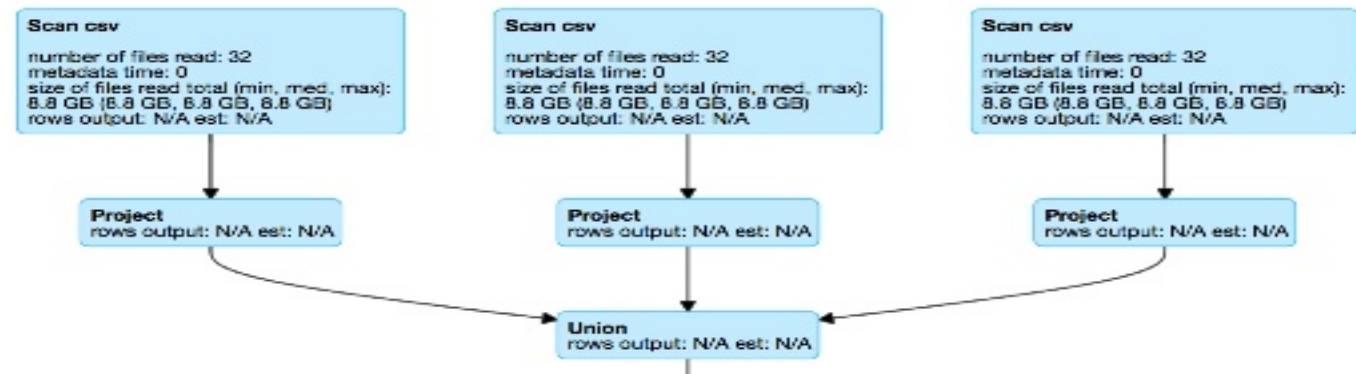 Scan csv
number of files read: 32
metadata time: 0
size of files read total (min, med, max):
8.8 GB (8.8 GB, 8.8 GB, 8.8 GB)
rows output: N/A est: N/A
Scan csv
number of files read: 32
metadata time: 0
size of files read total (min, med, max):
8.8 GB (8.8 GB, 8.8 GB, 8.8 GB)
rows output: N/A est: N/A
Scan csv
number of files read: 32
metadata time: 0
size of files read total (min, med, max):
8.8 GB (8.8 GB, 8.8 GB, 8.8 GB)
rows output: N/A est: N/A
Project
rows output: N/A est: N/A
Project
rows output: N/A est: N/A
Project
rows output: N/A est: N/A
Union
rows output: N/A est: N/A